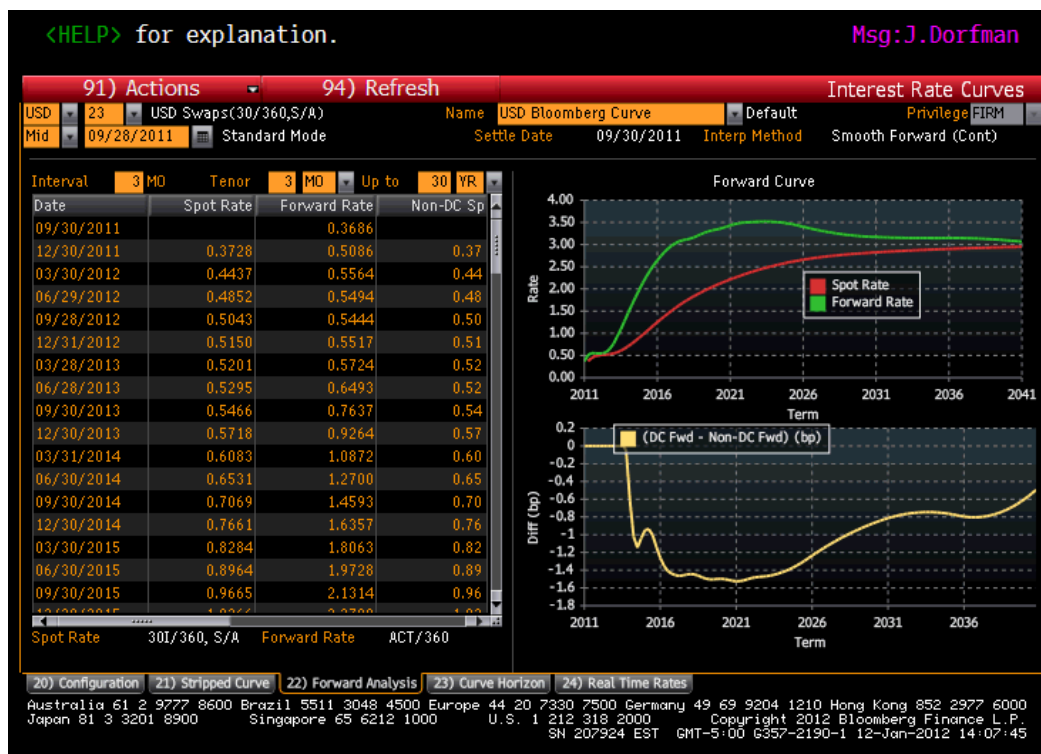 <HELP> for explanation. Msg:J.Dorfman
91) Actions 94) Refresh Interest Rate Curves
USD 23 USD Swaps(30/360,S/A) Name USD Bloomberg Curve Default Privilege FIRM
Mid 09/28/2011 Standard Mode Settle Date 09/30/2011 Interp Method Smooth Forward (Cont)
Interval 3 MO Tenor 3 MO Up to 30 YR
Date Spot Rate Forward Rate Non-DC Sp
09/30/2011 0.3686
12/30/2011 0.3728 0.5086 0.37
03/30/2012 0.4437 0.5564 0.44
06/29/2012 0.4852 0.5494 0.48
09/28/2012 0.5043 0.5444 0.50
12/31/2012 0.5150 0.5517 0.51
03/28/2013 0.5201 0.5724 0.52
06/28/2013 0.5295 0.6493 0.52
09/30/2013 0.5466 0.7637 0.54
12/30/2013 0.5718 0.9264 0.57
03/31/2014 0.6083 1.0872 0.60
06/30/2014 0.6531 1.2700 0.65
09/30/2014 0.7069 1.4593 0.70
12/30/2014 0.7661 1.6357 0.76
03/30/2015 0.8284 1.8063 0.82
06/30/2015 0.8964 1.9728 0.89
09/30/2015 0.9665 2.1314 0.96
Spot Rate 30I/360, S/A Forward Rate ACT/360
Forward Curve
4.00
3.50
3.00
2.50
2.00
1.50
1.00
0.50
0.00
Rate
Spot Rate
Forward Rate
2011 2016 2021 2026 2031 2036 2041
Term
(DC Fwd - Non-DC Fwd) (bp)
0.2
0
-0.2
-0.4
-0.6
-0.8
-1
-1.2
-1.4
-1.6
-1.8
Diff (bp)
2011 2016 2021 2026 2031 2036
Term
20) Configuration 21) Stripped Curve 22) Forward Analysis 23) Curve Horizon 24) Real Time Rates
Australia 61 2 9777 8600 Brazil 5511 3048 4500 Europe 44 20 7330 7500 Germany 49 69 9204 1210 Hong Kong 852 2977 6000
Japan 81 3 3201 8900 Singapore 65 6212 1000 U.S. 1 212 318 2000 Copyright 2012 Bloomberg Finance L.P.
SN 207924 EST GMT-5:00 G357-2190-1 12-Jan-2012 14:07:45